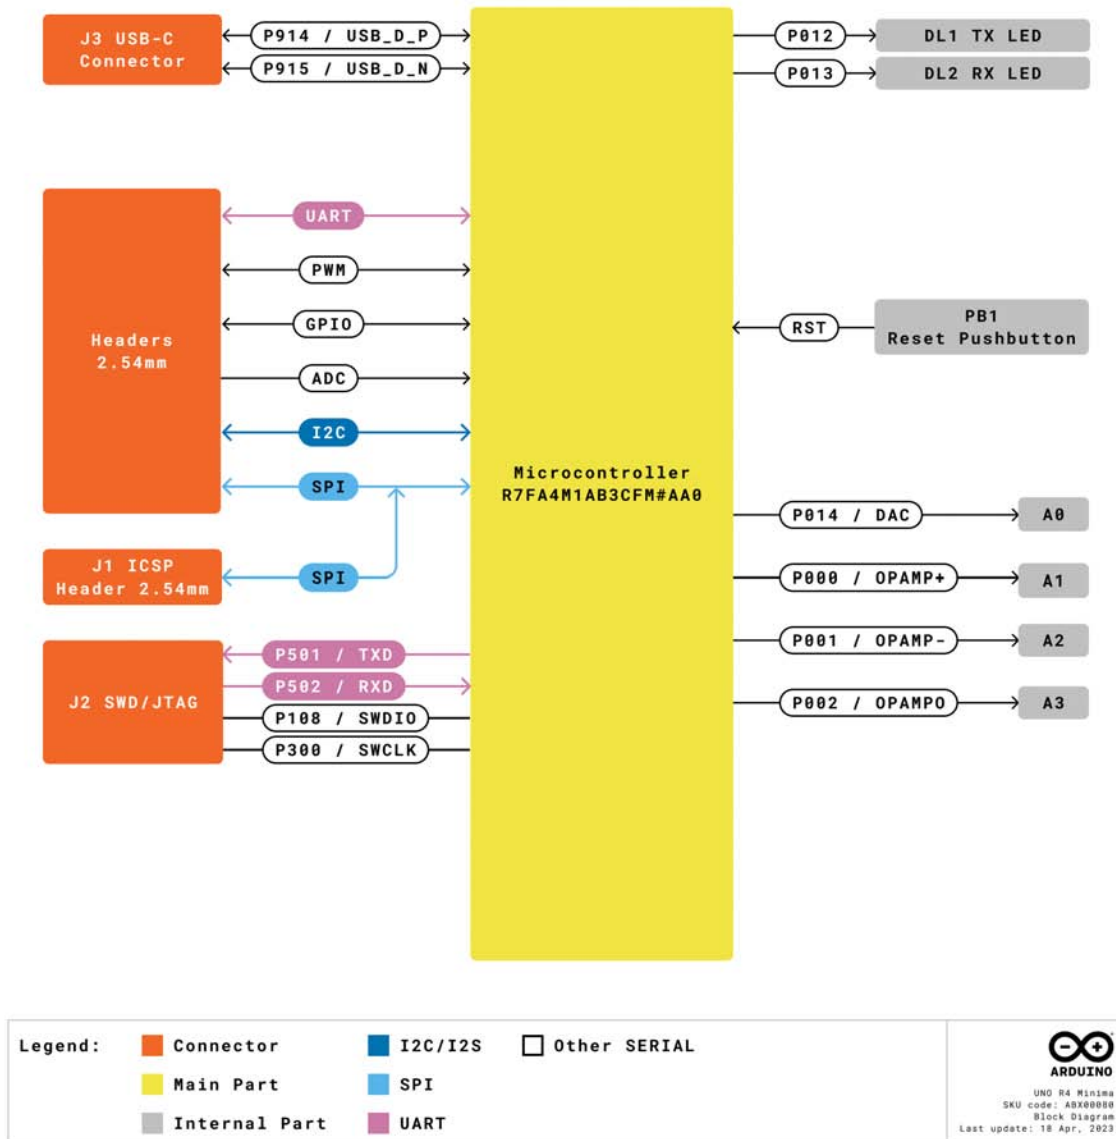 J3 USB-C
Connector
P914 / USB_D_P
P915 / USB_D_N
P012
DL1 TX LED
P013
DL2 RX LED
Headers
2.54mm
UART
PWM
GPIO
ADC
I2C
SPI
J1 ICSP
Header 2.54mm
SPI
J2 SWD/JTAG
P501 / TXD
P502 / RXD
P108 / SWDIO
P300 / SWCLK
Microcontroller
R7FA4M1AB3CFM#AA0
RST
PB1
Reset Pushbutton
P014 / DAC
A0
P000 / OPAMP+
A1
P001 / OPAMP-
A2
P002 / OPAMPO
A3
Legend:
Connector
Main Part
Internal Part
I2C/I2S
SPI
UART
Other SERIAL
ARDUINO
UNO R4 Minima
SKU code: ABX00080
Block Diagram
Last update: 18 Apr, 2023